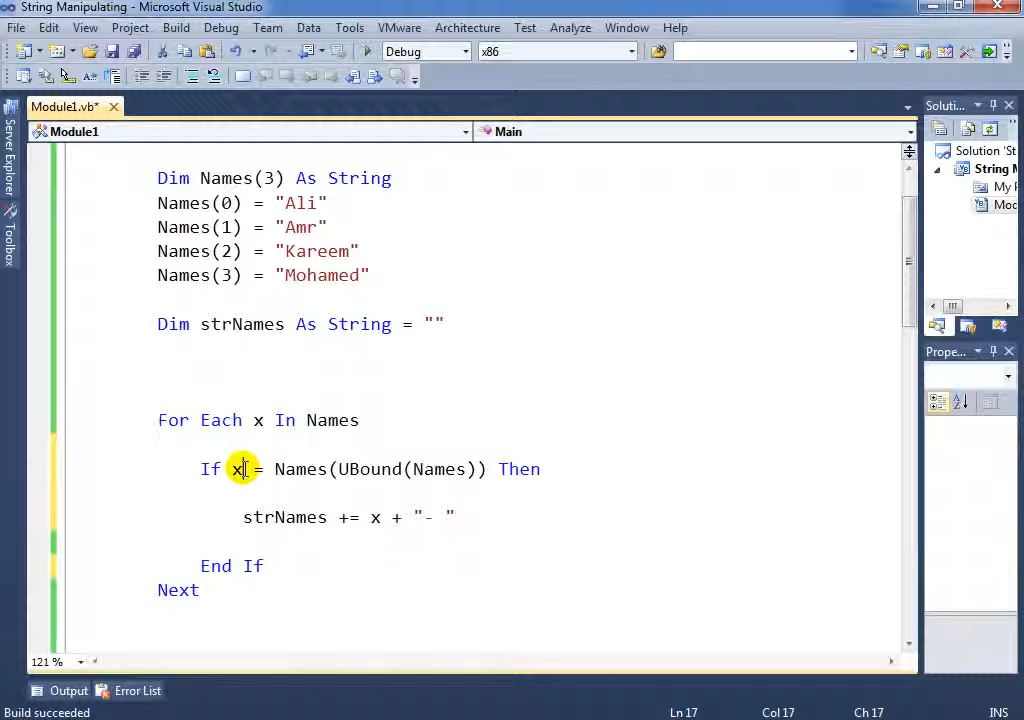 String Manipulating - Microsoft Visual Studio
File Edit View Project Build Debug Team Data Tools VMware Architecture Test Analyze Window Help
Debug x86
Module1.vb* Soluti...
Module1 Main
Server Explorer
Toolbox
Dim Names(3) As String
Names(0) = "Ali"
Names(1) = "Amr"
Names(2) = "Kareem"
Names(3) = "Mohamed"
Dim strNames As String = ""
For Each x In Names
If x = Names(UBound(Names)) Then
strNames += x + "- "
End If
Next
Solution 'St
String M
My P
Moc
Prope...
121 %
Output Error List
Build succeeded Ln 17 Col 17 Ch 17 INS